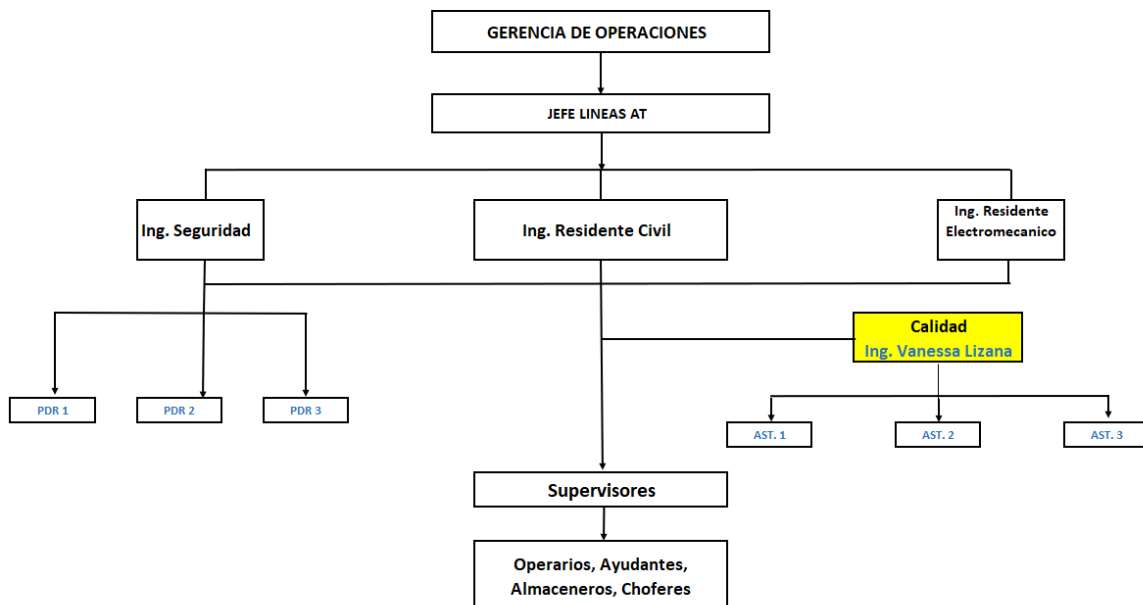 GERENCIA DE OPERACIONES
JEFE LINEAS AT
Ing. Seguridad
Ing. Residente Civil
Ing. Residente
Electromecanico
Calidad
Ing. Vanessa Lizana
PDR 1
PDR 2
PDR 3
AST. 1
AST. 2
AST. 3
Supervisores
Operarios, Ayudantes,
Almaceneros, Choferes